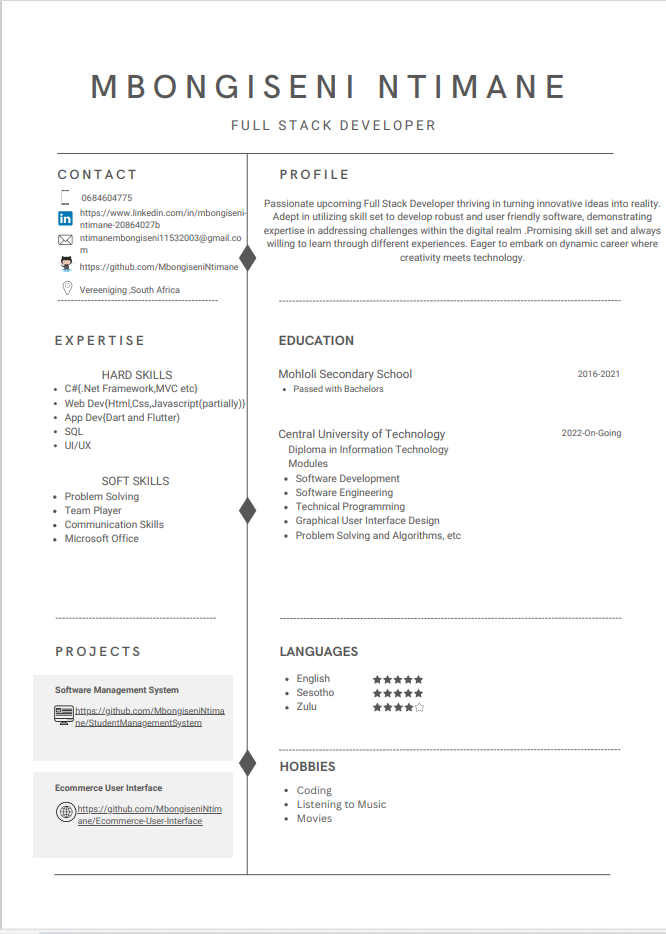 MBONGISENI NTIMANE
FULL STACK DEVELOPER
CONTACT
0684604775
https://www.linkedin.com/in/mbongiseni-
ntimane-20864027b
ntimanembongiseni11532003@gmail.co
m
https://github.com/MbongiseniNtimane
Vereeniging ,South Africa
PROFILE
Passionate upcoming Full Stack Developer thriving in turning innovative ideas into reality.
Adept in utilizing skill set to develop robust and user friendly software, demonstrating
expertise in addressing challenges within the digital realm .Promising skill set and always
willing to learn through different experiences. Eager to embark on dynamic career where
creativity meets technology.
EXPERTISE
HARD SKILLS
• C#{.Net Framework,MVC etc}
• Web Dev{Html,Css,Javascript(partially)}
• App Dev{Dart and Flutter)
• SQL
• UI/UX
SOFT SKILLS
• Problem Solving
• Team Player
• Communication Skills
• Microsoft Office
EDUCATION
Mohloli Secondary School 2016-2021
• Passed with Bachelors
Central University of Technology 2022-On-Going
Diploma in Information Technology
Modules
• Software Development
• Software Engineering
• Technical Programming
• Graphical User Interface Design
• Problem Solving and Algorithms, etc
PROJECTS
Software Management System
https://github.com/MbongiseniNtima
ne/StudentManagementSystem
Ecommerce User Interface
https://github.com/MbongiseniNtim
ane/Ecommerce-User-Interface
LANGUAGES
• English ★★★★★
• Sesotho ★★★★★
• Zulu ★★★★☆
HOBBIES
• Coding
• Listening to Music
• Movies